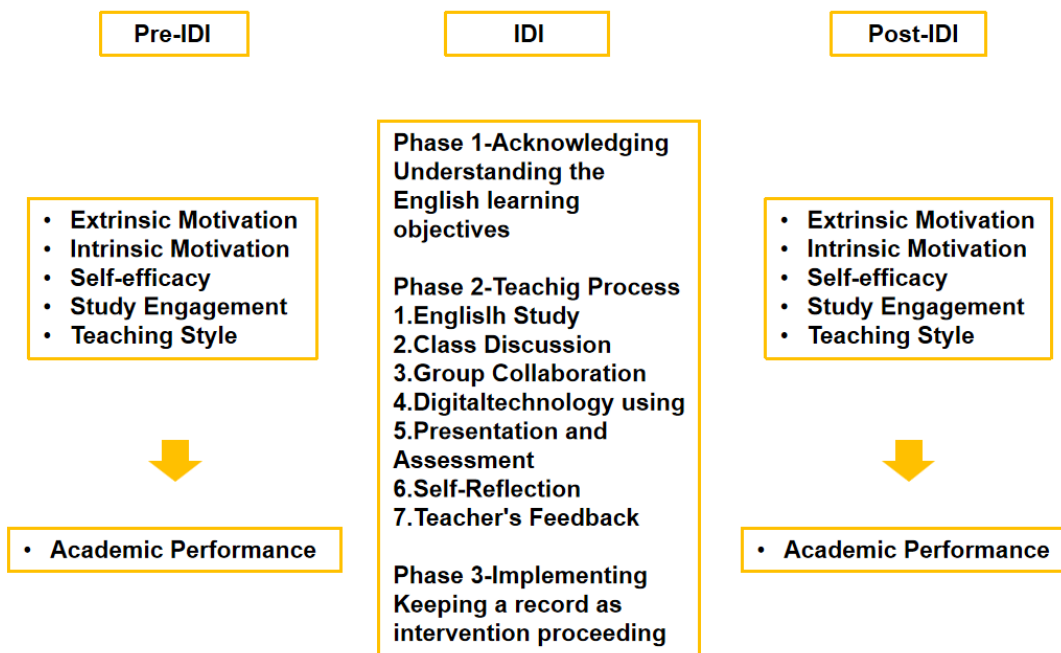 Pre-IDI
IDI
Post-IDI
• Extrinsic Motivation
• Intrinsic Motivation
• Self-efficacy
• Study Engagement
• Teaching Style
• Academic Performance
Phase 1-Acknowledging
Understanding the
English learning
objectives
Phase 2-Teachig Process
1.Englislh Study
2.Class Discussion
3.Group Collaboration
4.Digitaltechnology using
5.Presentation and
Assessment
6.Self-Reflection
7.Teacher's Feedback
Phase 3-Implementing
Keeping a record as
intervention proceeding
• Extrinsic Motivation
• Intrinsic Motivation
• Self-efficacy
• Study Engagement
• Teaching Style
• Academic Performance